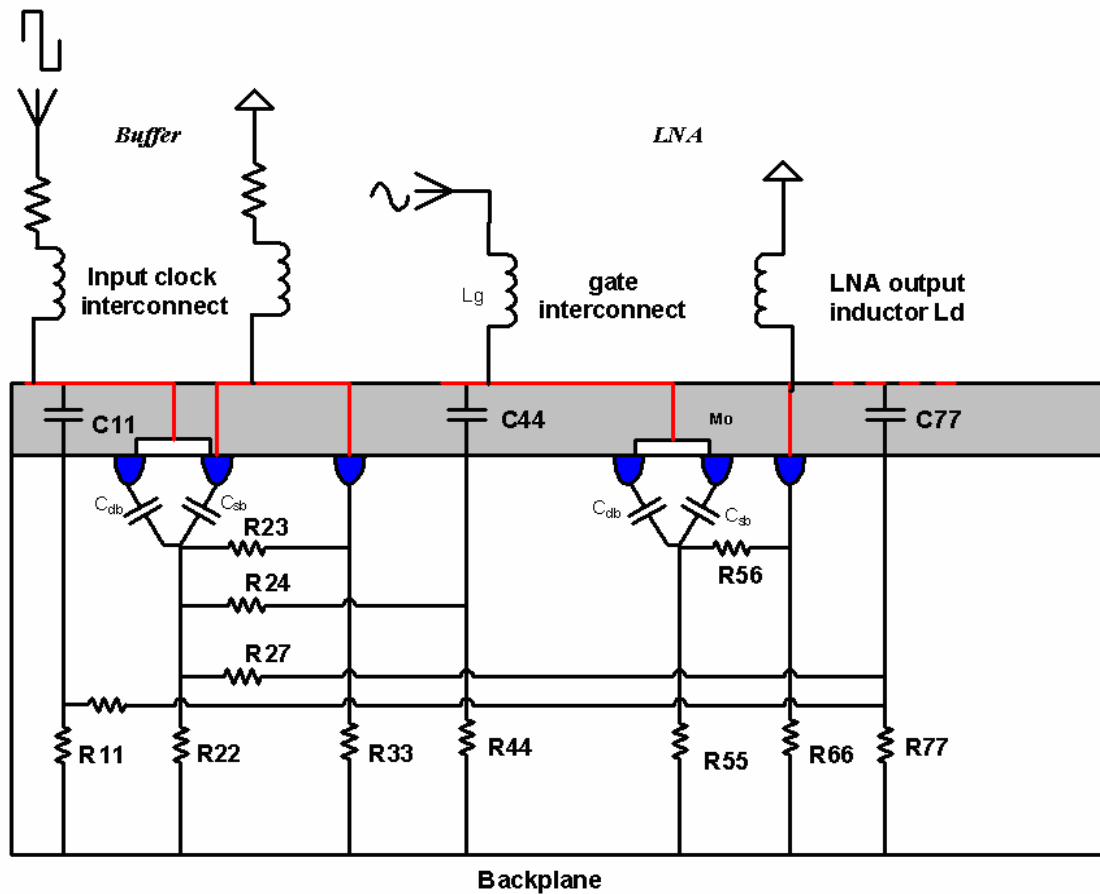 Buffer
LNA
Input clock
interconnect
Lg
gate
interconnect
LNA output
inductor Ld
C11
C44
Mo
C77
Cdb
Csb
Cdb
Csb
R23
R56
R24
R27
R11
R22
R33
R44
R55
R66
R77
Backplane